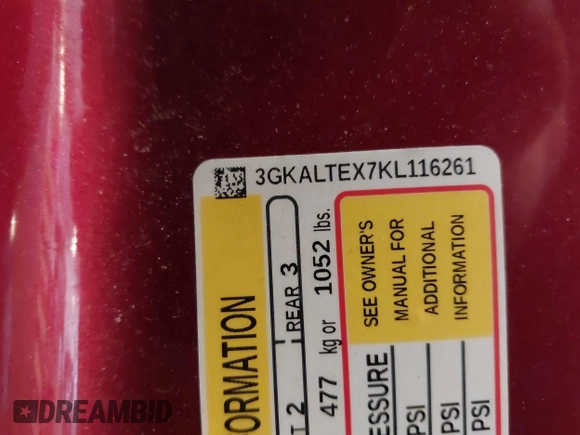 3GKALTEX7KL116261
ORMATION
T 2 REAR 3
477 kg or 1052 lbs.
SEE OWNER'S
MANUAL FOR
ADDITIONAL
INFORMATION
ESSURE
PSI
PSI
PSI
DREAMBID